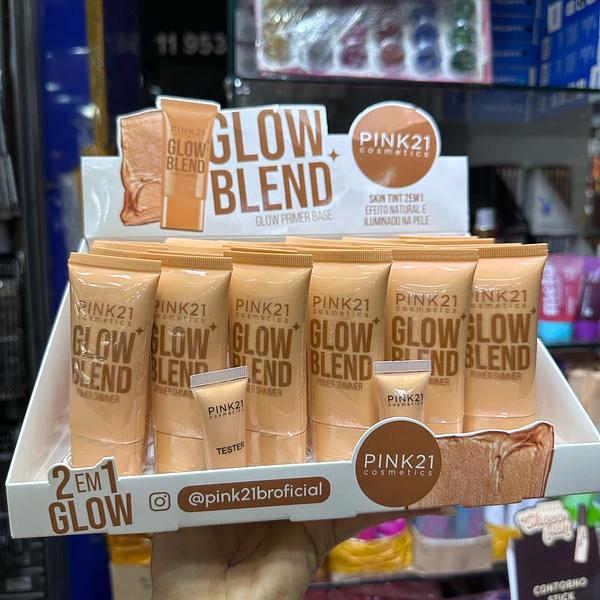 11 953
PINK21
GLOW
BLEND
GLOW
BLEND
GLOW PRIMER BASE
PINK21
cosmetics
SKIN TINT 2EM1
EFEITO NATURAL E
ILUMINADO NA PELE
PINK21
cosmetics
GLOW
BLEND
PRIMER SHIMMER
PINK21
cosmetics
GLOW
BLEND
PINK21
cosmetics
GLOW
BLEND
PRIMER SHIMMER
PINK21
cosmetics
GLOW
BLEND
PINK21
cosmetics
GLOW
BLEND
PRIMER SHIMMER
PINK21
cosmetics
GLOW
BLEND
PRIMER SHIMMER
PINK21
cosmetics
TESTER
PINK21
cosmetics
2 EM 1
GLOW
@pink21broficial
PINK21
cosmetics
CONTORNO
STICK